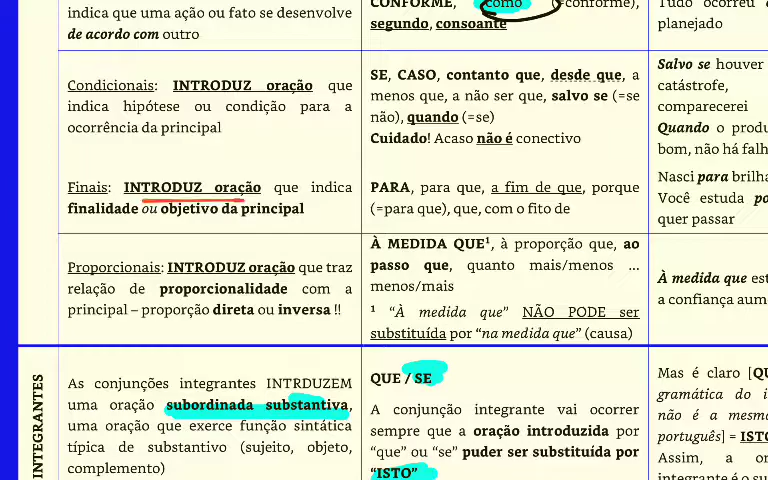 indica que uma ação ou fato se desenvolve
de acordo com outro
CONFORME, como (=conforme),
segundo, consoante
Tudo ocorreu
planejado
Condicionais: INTRODUZ oração que
indica hipótese ou condição para a
ocorrência da principal
SE, CASO, contanto que, desde que, a
menos que, a não ser que, salvo se (=se
não), quando (=se)
Cuidado! Acaso não é conectivo
Salvo se houver
catástrofe,
comparecerei
Quando o produ
bom, não há falh
Finais: INTRODUZ oração que indica
finalidade ou objetivo da principal
PARA, para que, a fim de que, porque
(=para que), que, com o fito de
Nasci para brilha
Você estuda po
quer passar
Proporcionais: INTRODUZ oração que traz
relação de proporcionalidade com a
principal – proporção direta ou inversa !!
À MEDIDA QUE¹, à proporção que, ao
passo que, quanto mais/menos ...
menos/mais
¹ “À medida que” NÃO PODE ser
substituída por “na medida que” (causa)
À medida que est
a confiança aum
INTEGRANTES
As conjunções integrantes INTRDUZEM
uma oração subordinada substantiva,
uma oração que exerce função sintática
típica de substantivo (sujeito, objeto,
complemento)
QUE / SE
A conjunção integrante vai ocorrer
sempre que a oração introduzida por
“que” ou “se” puder ser substituída por
“ISTO”
Mas é claro [QU
gramática do i
não é a mesma
português] = ISTO
Assim, a or
integrante é o su